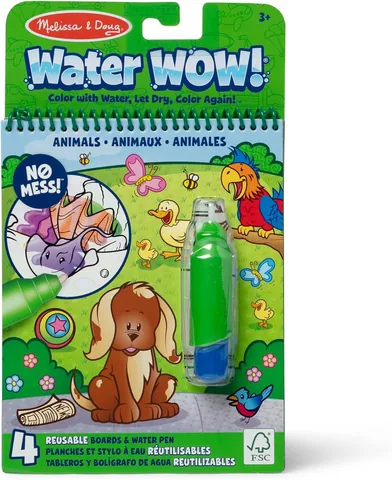 Melissa & Doug
3+
Water WOW!
Color with Water, Let Dry, Color Again!
ANIMALS • ANIMAUX • ANIMALES
NO
MESS!
4 REUSABLE BOARDS & WATER PEN
PLANCHES ET STYLO À EAU RÉUTILISABLES
TABLEROS Y BOLÍGRAFO DE AGUA REUTILIZABLES
FSC